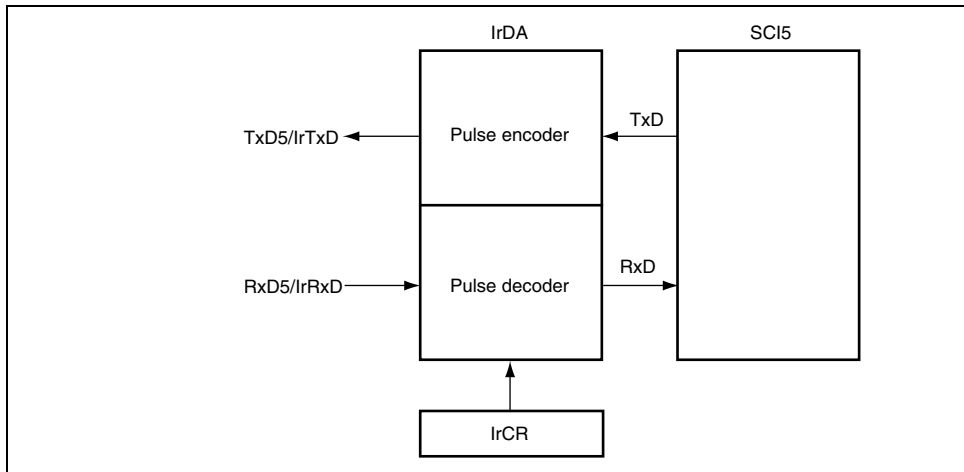 IrDA
SCI5
TxD5/IrTxD
Pulse encoder
TxD
RxD5/IrRxD
Pulse decoder
RxD
IrCR